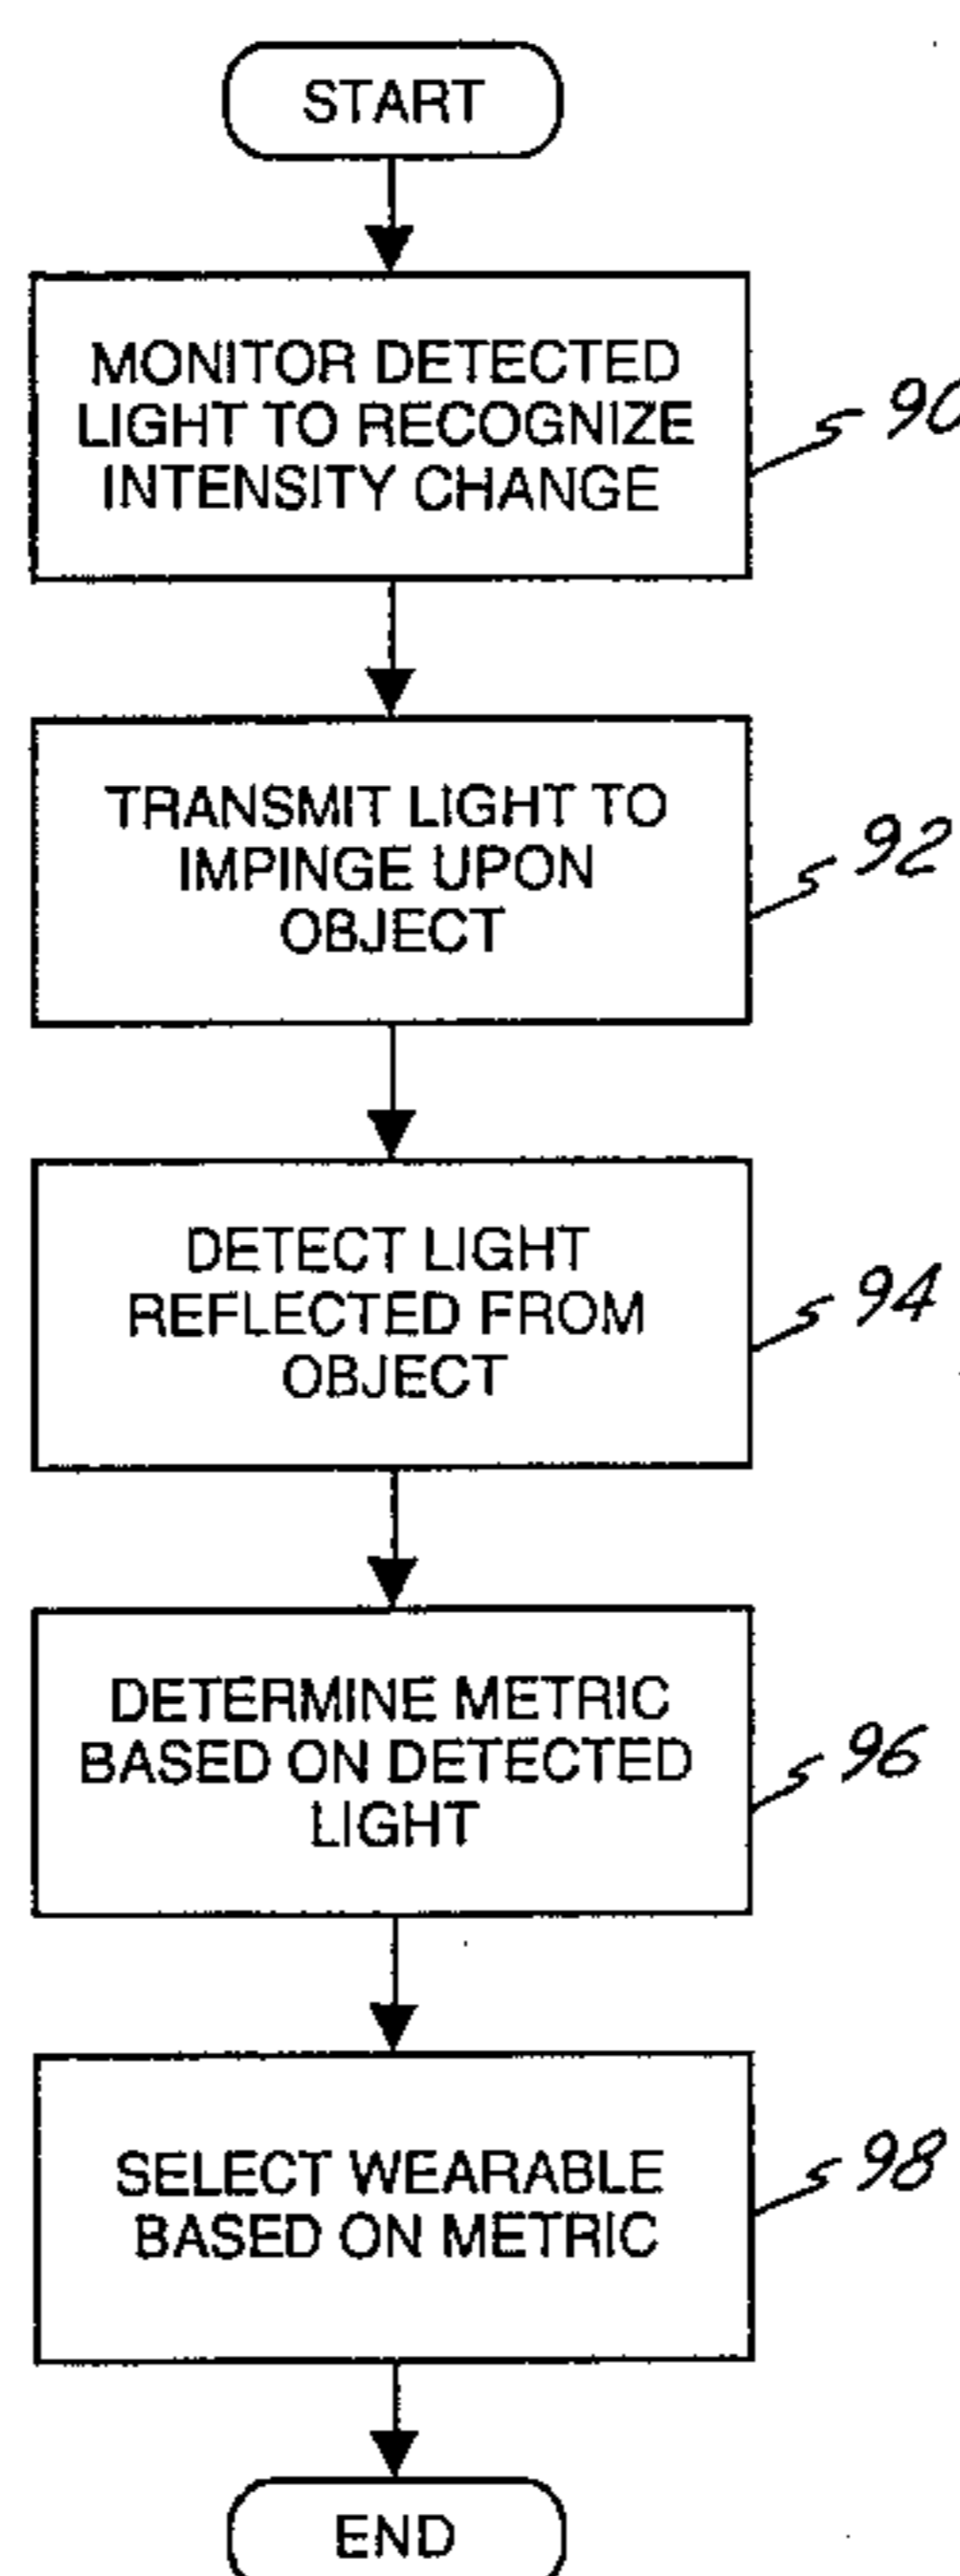 START
MONITOR DETECTED
LIGHT TO RECOGNIZE
INTENSITY CHANGE
90
TRANSMIT LIGHT TO
IMPINGE UPON
OBJECT
92
DETECT LIGHT
REFLECTED FROM
OBJECT
94
DETERMINE METRIC
BASED ON DETECTED
LIGHT
96
SELECT WEARABLE
BASED ON METRIC
98
END